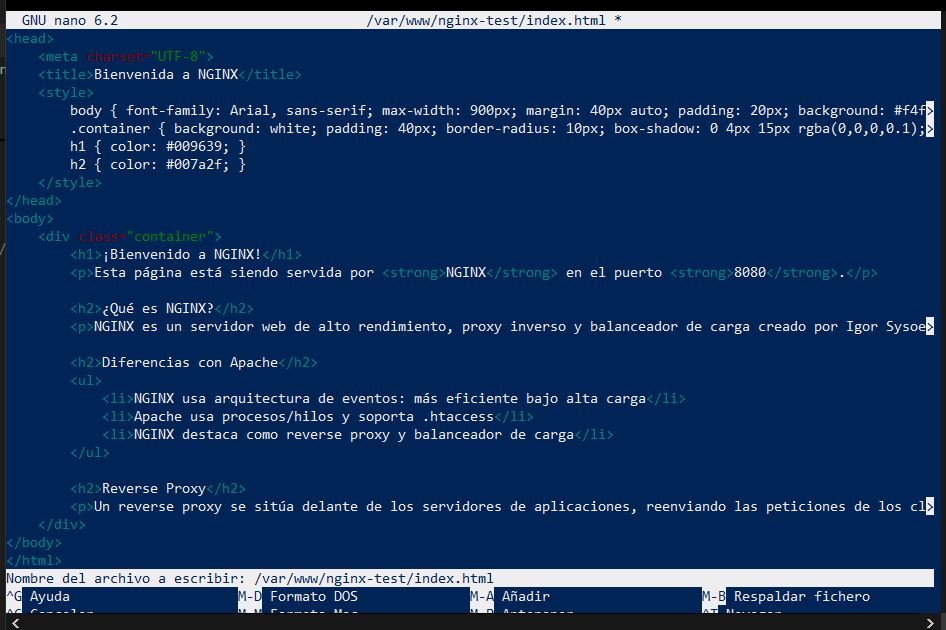 GNU nano 6.2 /var/www/nginx-test/index.html *
<head>
<meta charset="UTF-8">
<title>Bienvenida a NGINX</title>
<style>
body { font-family: Arial, sans-serif; max-width: 900px; margin: 40px auto; padding: 20px; background: #f4f>
.container { background: white; padding: 40px; border-radius: 10px; box-shadow: 0 4px 15px rgba(0,0,0,0.1);>
h1 { color: #009639; }
h2 { color: #007a2f; }
</style>
</head>
<body>
<div class="container">
<h1>¡Bienvenido a NGINX!</h1>
<p>Esta página está siendo servida por <strong>NGINX</strong> en el puerto <strong>8080</strong>.</p>
<h2>¿Qué es NGINX?</h2>
<p>NGINX es un servidor web de alto rendimiento, proxy inverso y balanceador de carga creado por Igor Sysoe>
<h2>Diferencias con Apache</h2>
<ul>
<li>NGINX usa arquitectura de eventos: más eficiente bajo alta carga</li>
<li>Apache usa procesos/hilos y soporta .htaccess</li>
<li>NGINX destaca como reverse proxy y balanceador de carga</li>
</ul>
<h2>Reverse Proxy</h2>
<p>Un reverse proxy se sitúa delante de los servidores de aplicaciones, reenviando las peticiones de los cl>
</div>
</body>
</html>
Nombre del archivo a escribir: /var/www/nginx-test/index.html
^G Ayuda M-D Formato DOS M-A Añadir M-B Respaldar fichero